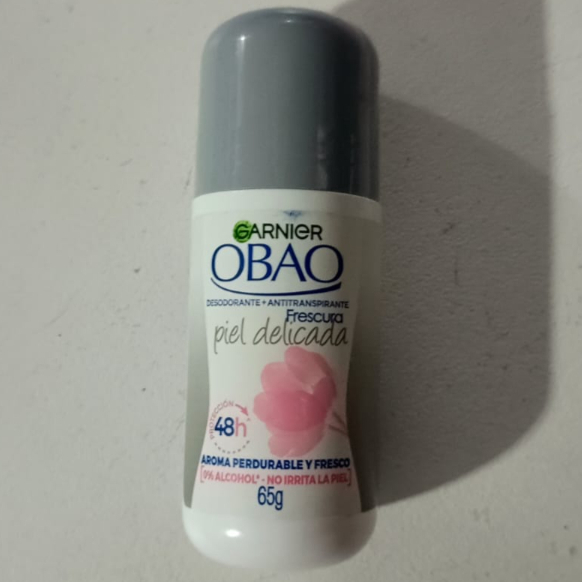 GARNIER
OBAO
DESODORANTE + ANTITRANSPIRANTE
Frescura
piel delicada
PROTECCIÓN
48h
AROMA PERDURABLE Y FRESCO
[0% ALCOHOL* - NO IRRITA LA PIEL]
65g